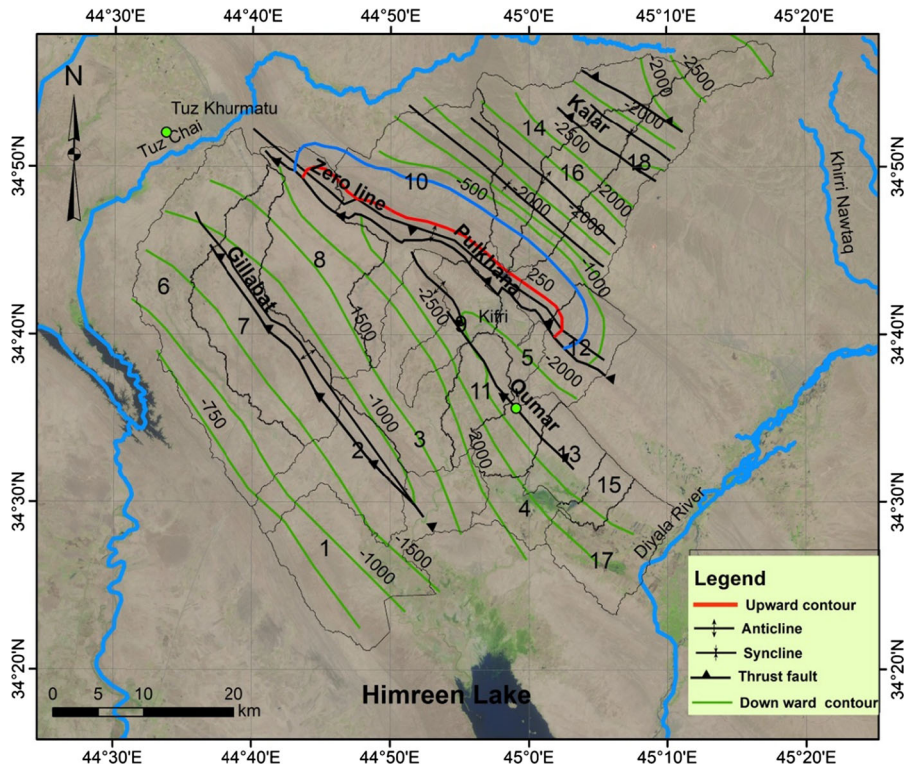 44°30'E 44°40'E 44°50'E 45°0'E 45°10'E 45°20'E
N
Tuz Khurmatu
Tuz Chai
Khirri Nawtaq
Kalar
-2000
-2500
-2000
-2500
14
16
18
2000
-2000
-2000
-500
10
Zero line
Pulkhana
250
-1000
34°50'N
34°50'N
8
6
Gillabat
7
1500
-2500
Kifri
12
5
-2000
34°40'N
34°40'N
11
Qumar
-750
-1000
3
2
-2000
13
15
4
Diyala River
17
34°30'N
34°30'N
1
-1500
-1000
34°20'N
34°20'N
Himreen Lake
0 5 10 20
km
Legend
Upward contour
Anticline
Syncline
Thrust fault
Down ward contour
44°30'E 44°40'E 44°50'E 45°0'E 45°10'E 45°20'E